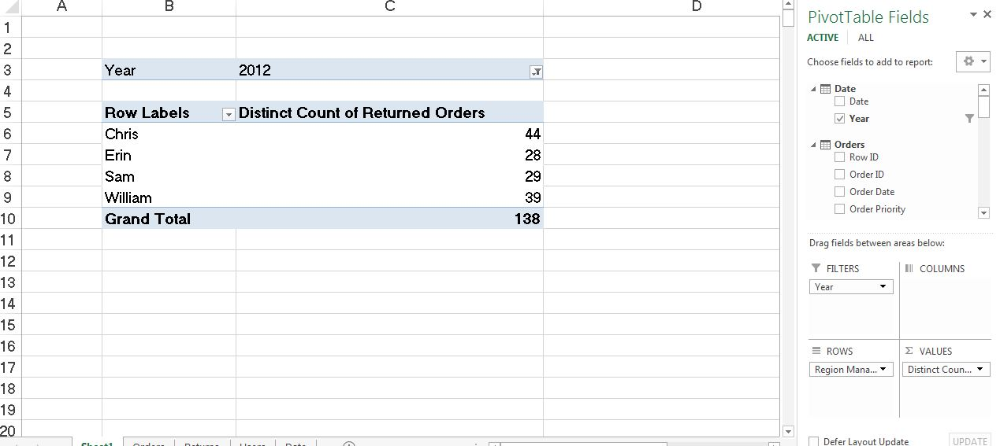 A B C D
1
2
3 Year 2012
4
5 Row Labels Distinct Count of Returned Orders
6 Chris 44
7 Erin 28
8 Sam 29
9 William 39
10 Grand Total 138
11
12
13
14
15
16
17
18
19
20
Sheet1 Orders Returns Users Date
PivotTable Fields
ACTIVE ALL
Choose fields to add to report:
Date
Date
Year
Orders
Row ID
Order ID
Order Date
Order Priority
Drag fields between areas below:
FILTERS COLUMNS
Year
ROWS Σ VALUES
Region Mana... Distinct Coun...
Defer Layout Update UPDATE